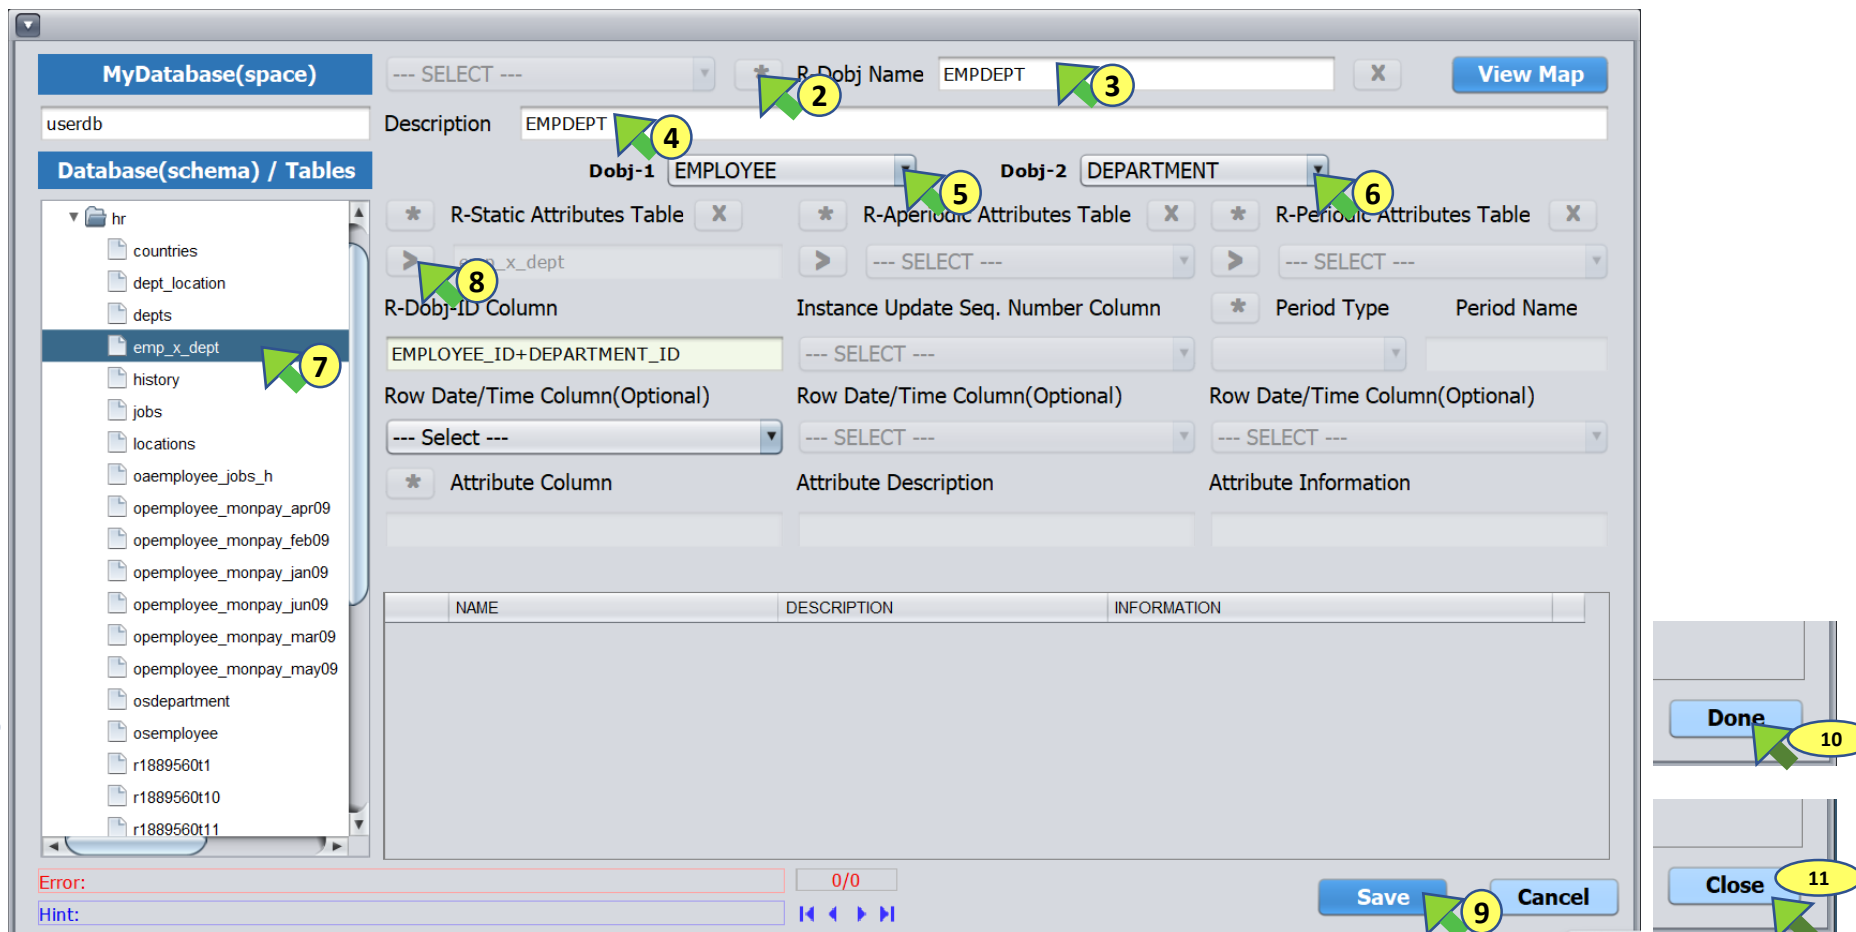 MyDatabase(space)
--- SELECT ---
*
2
R-Dobj Name
EMPDEPT
3
X
View Map
userdb
Description
EMPDEPT
4
Database(schema) / Tables
Dobj-1
EMPLOYEE
5
Dobj-2
DEPARTMENT
6
hr
countries
dept_location
depts
emp_x_dept
7
history
jobs
locations
oaemployee_jobs_h
opemployee_monpay_apr09
opemployee_monpay_feb09
opemployee_monpay_jan09
opemployee_monpay_jun09
opemployee_monpay_mar09
opemployee_monpay_may09
osdepartment
osemployee
r1889560t1
r1889560t10
r1889560t11
* R-Static Attributes Table X
* R-Aperiodic Attributes Table X
* R-Periodic Attributes Table X
> emp_x_dept
8
> --- SELECT ---
> --- SELECT ---
R-Dobj-ID Column
Instance Update Seq. Number Column
* Period Type
Period Name
EMPLOYEE_ID+DEPARTMENT_ID
--- SELECT ---
Row Date/Time Column(Optional)
Row Date/Time Column(Optional)
Row Date/Time Column(Optional)
--- Select ---
--- SELECT ---
--- SELECT ---
* Attribute Column
Attribute Description
Attribute Information
NAME
DESCRIPTION
INFORMATION
Error:
0/0
Hint:
Save
9
Cancel
Done
10
Close
11